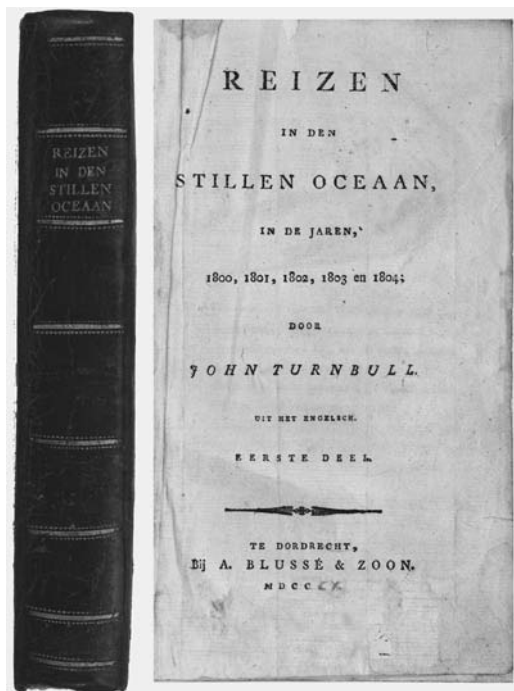 REIZEN
IN DEN
STILLEN
OCEAAN
REIZEN
IN DEN
STILLEN OCEAAN,
IN DE JAREN,
1800, 1801, 1802, 1803 en 1804;
DOOR
JOHN TURNBULL.
UIT HET ENGELSCH.
EERSTE DEEL.
TE DORDRECHT,
Bij A. BLUSSÉ & ZOON.